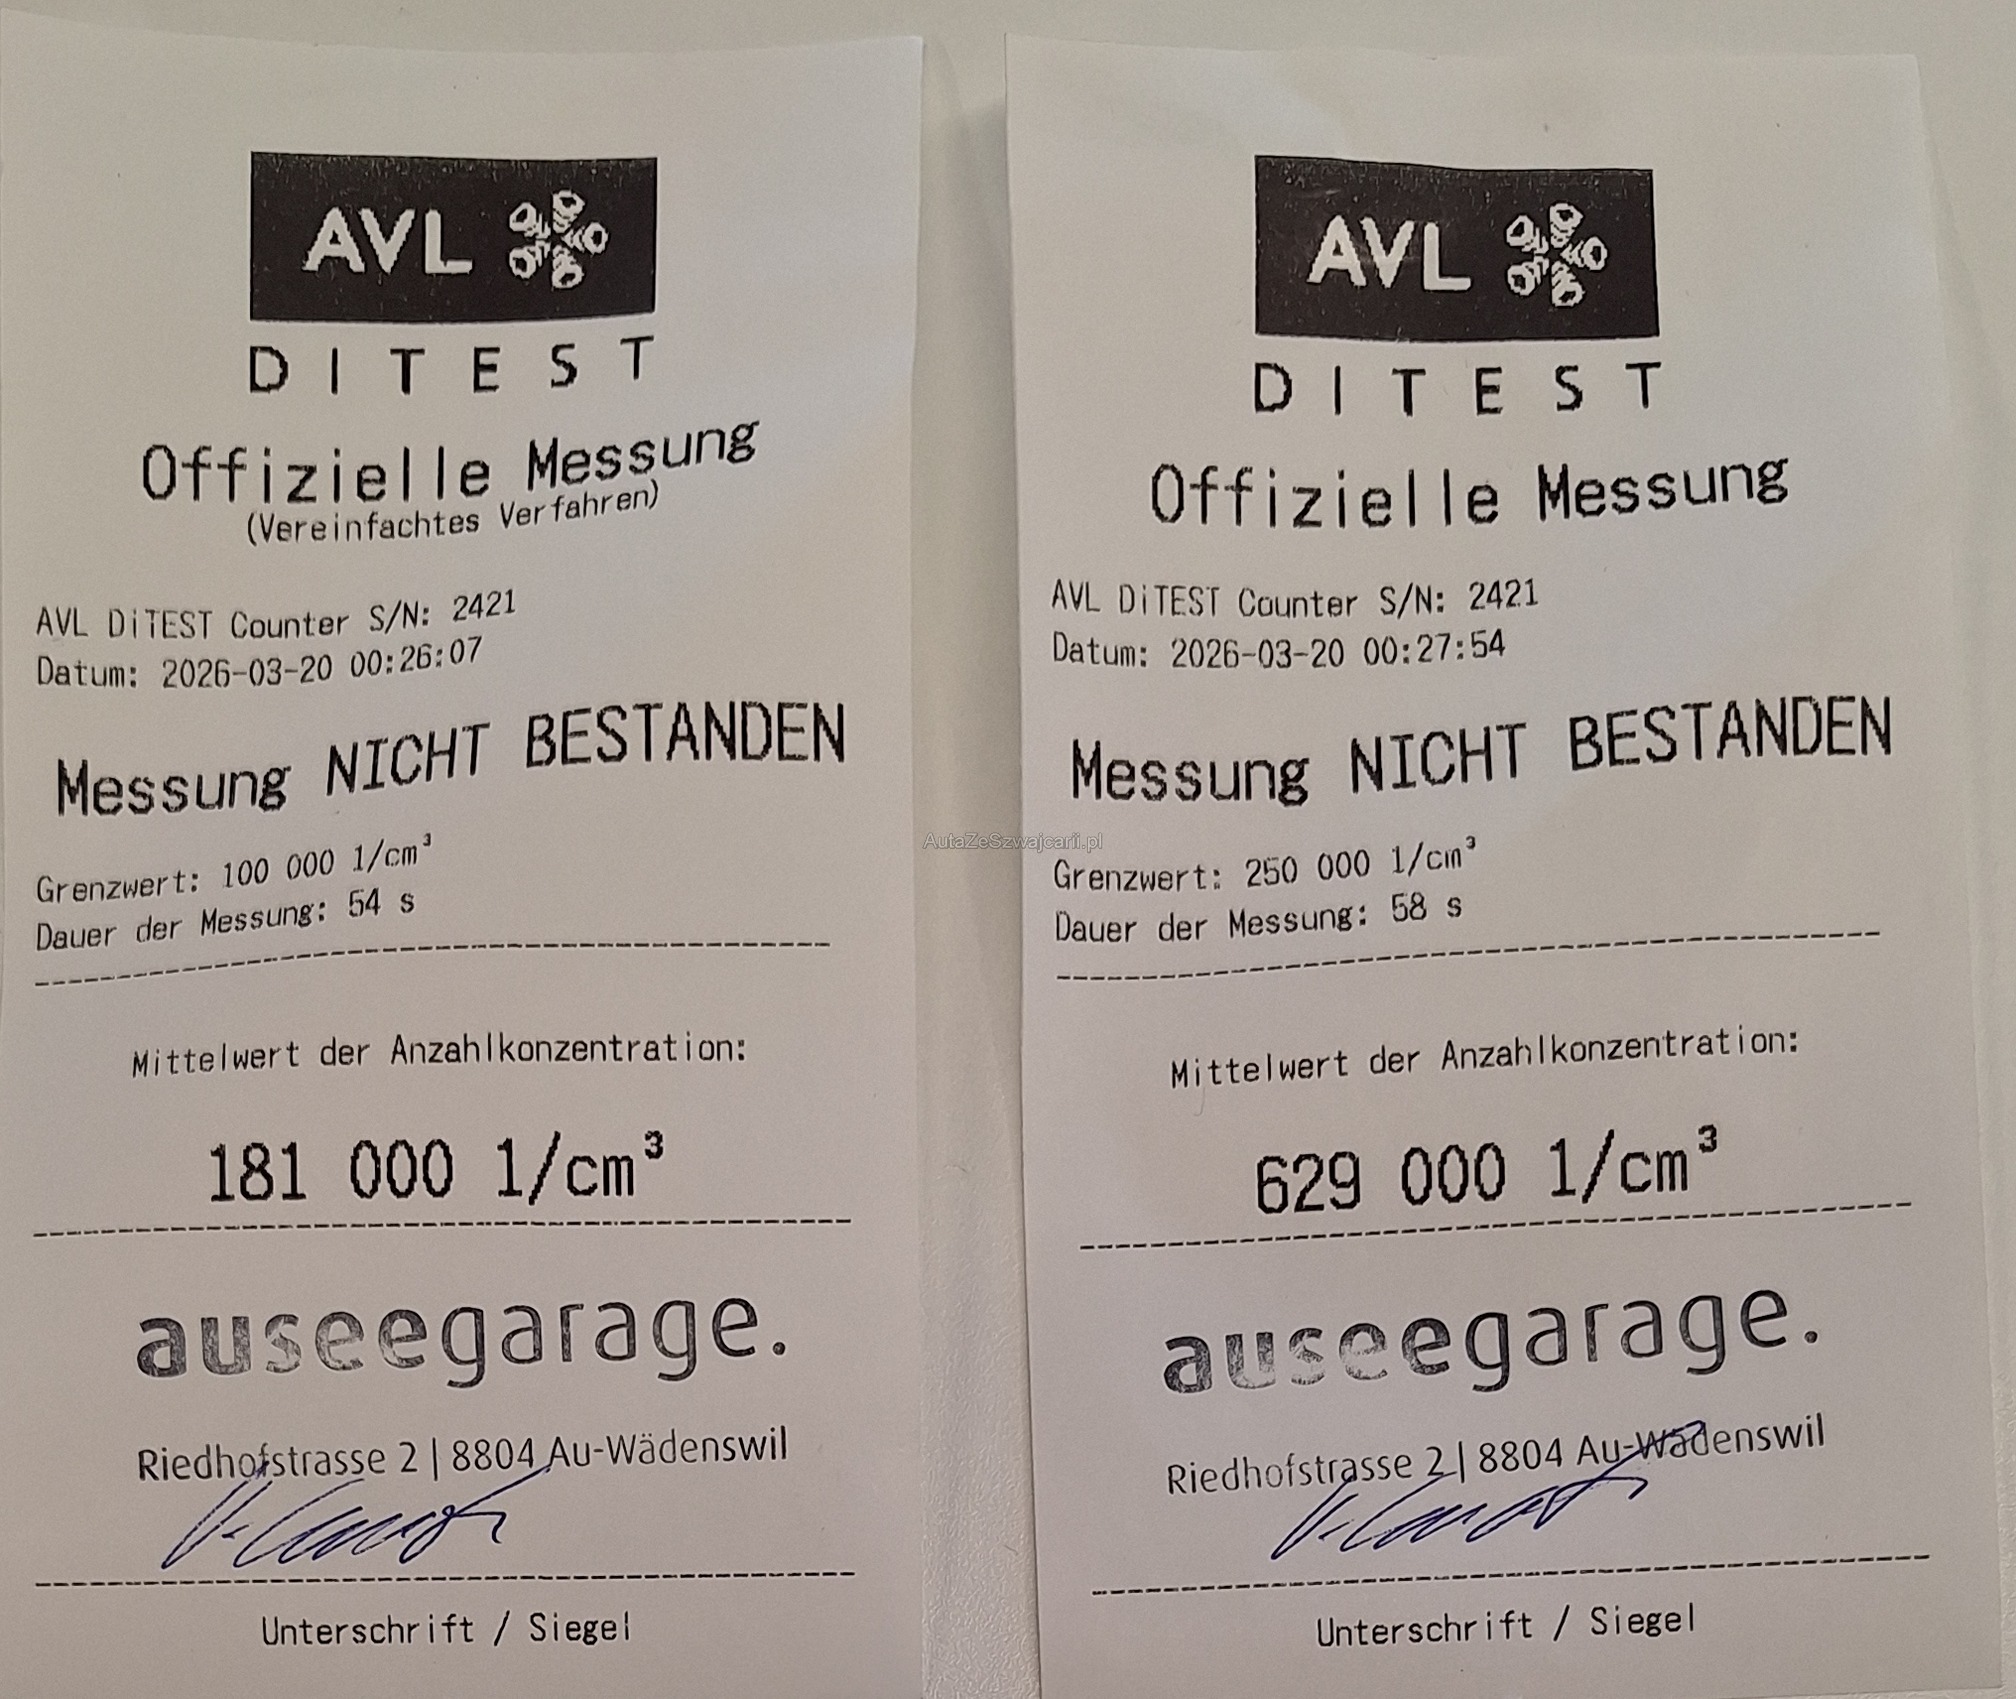 AVL
DITEST
Offizielle Messung
(Vereinfachtes Verfahren)
AVL DiTEST Counter S/N: 2421
Datum: 2026-03-20 00:26:07
Messung NICHT BESTANDEN
Grenzwert: 100 000 1/cm³
Dauer der Messung: 54 s
Mittelwert der Anzahlkonzentration:
181 000 1/cm³
auseegarage.
Riedhofstrasse 2 | 8804 Au-Wädenswil
Unterschrift / Siegel
AutaZeSzwajcarii.pl
AVL
DITEST
Offizielle Messung
AVL DiTEST Counter S/N: 2421
Datum: 2026-03-20 00:27:54
Messung NICHT BESTANDEN
Grenzwert: 250 000 1/cm³
Dauer der Messung: 58 s
Mittelwert der Anzahlkonzentration:
629 000 1/cm³
auseegarage.
Riedhofstrasse 2 | 8804 Au-Wädenswil
Unterschrift / Siegel